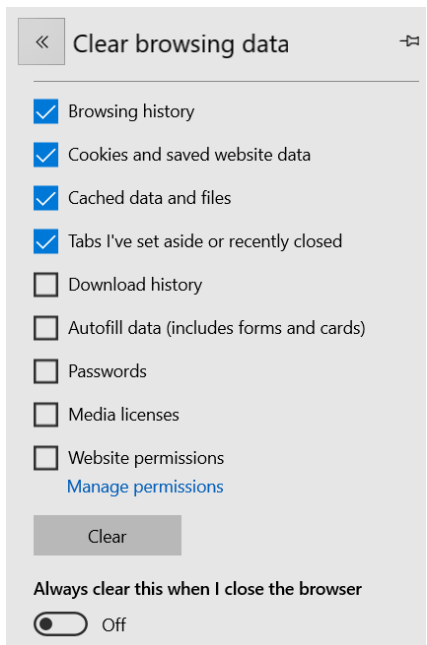 Clear browsing data
Browsing history
Cookies and saved website data
Cached data and files
Tabs I've set aside or recently closed
Download history
Autofill data (includes forms and cards)
Passwords
Media licenses
Website permissions
Manage permissions
Clear
Always clear this when I close the browser
Off